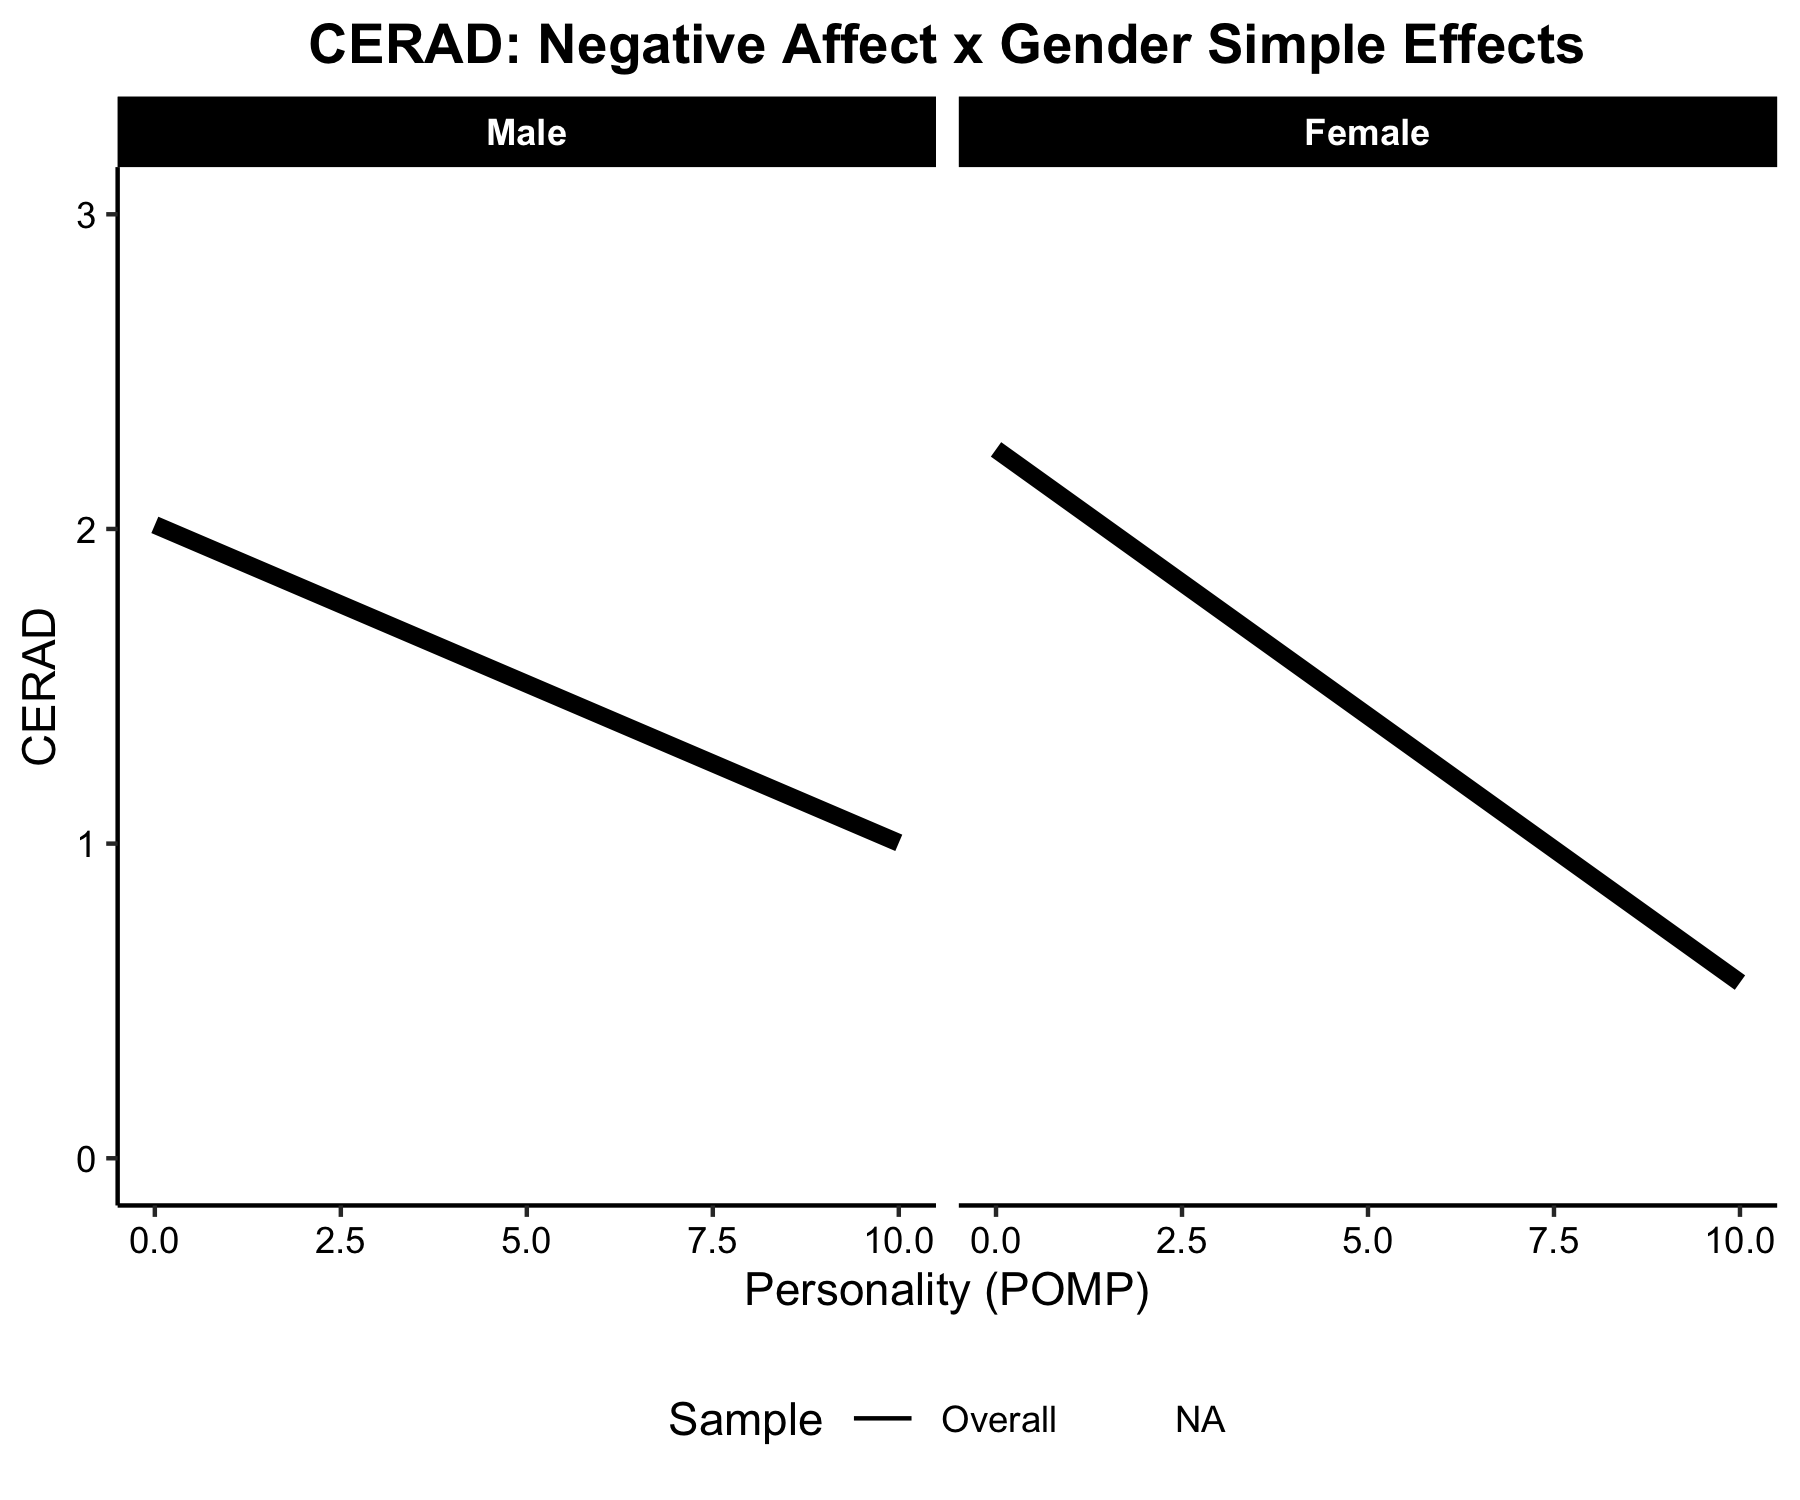 CERAD: Negative Affect x Gender Simple Effects
Male
Female
3
2
1
0
CERAD
0.0 2.5 5.0 7.5 10.0 0.0 2.5 5.0 7.5 10.0
Personality (POMP)
Sample Overall NA